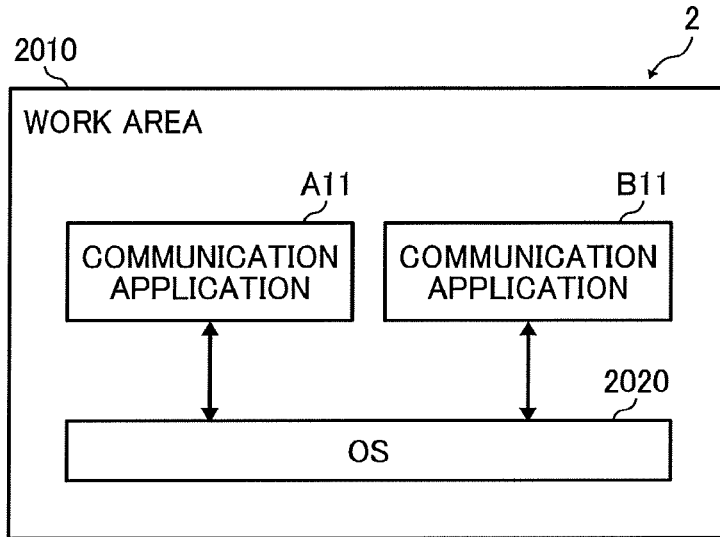 2
2010
WORK AREA
A11
B11
COMMUNICATION
APPLICATION
COMMUNICATION
APPLICATION
2020
OS